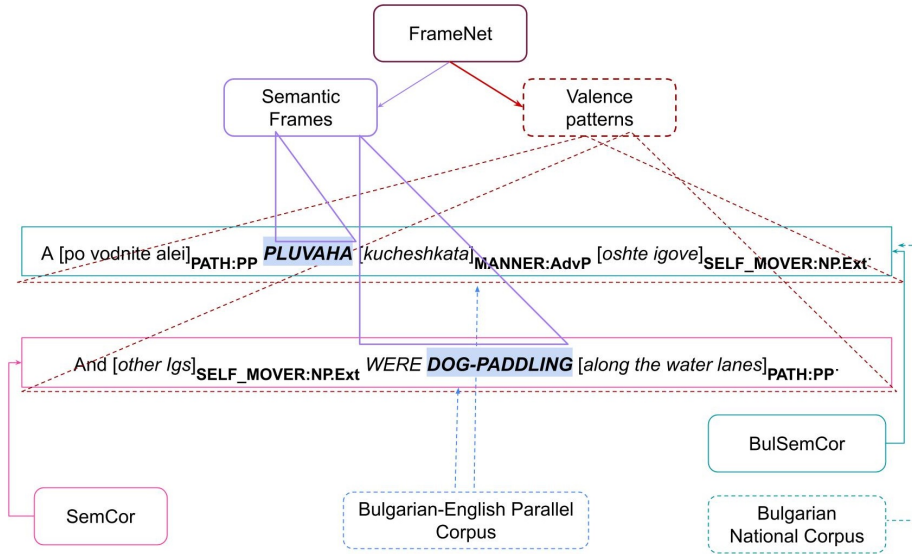 FrameNet
Semantic
Frames
Valence
patterns
A [po vodnite alei]PATH:PP PLUVAHA [kucheshkata]MANNER:AdvP [oshte igove]SELF_MOVER:NP.Ext.
And [other Igs]SELF_MOVER:NP.Ext WERE DOG-PADDLING [along the water lanes]PATH:PP.
BulSemCor
SemCor
Bulgarian-English Parallel
Corpus
Bulgarian
National Corpus